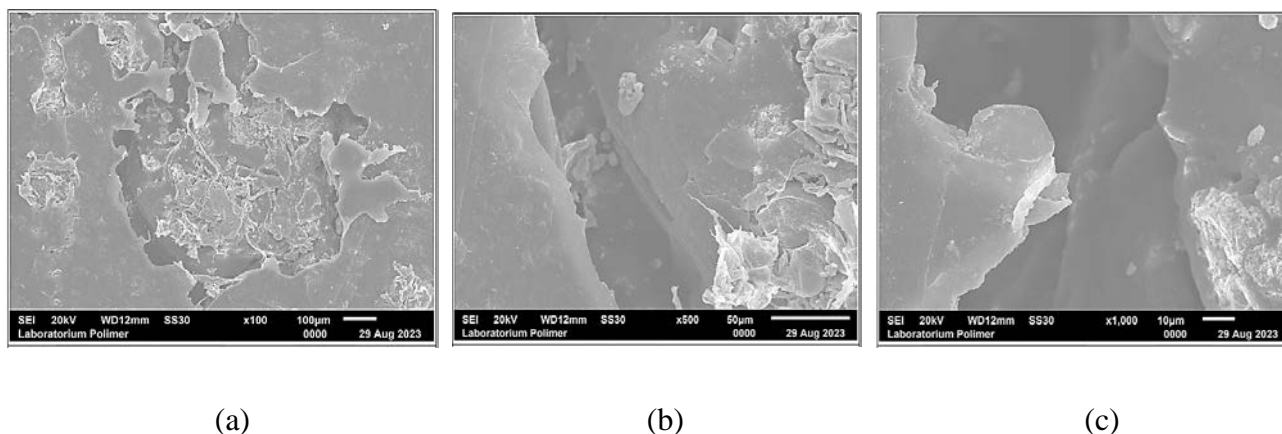 SEI 20kV WD12mm SS30 x100 100µm
Laboratorium Polimer 0000 29 Aug 2023
SEI 20kV WD12mm SS30 x500 50µm
Laboratorium Polimer 0000 29 Aug 2023
SEI 20kV WD12mm SS30 x1,000 10µm
Laboratorium Polimer 0000 29 Aug 2023
(a) (b) (c)